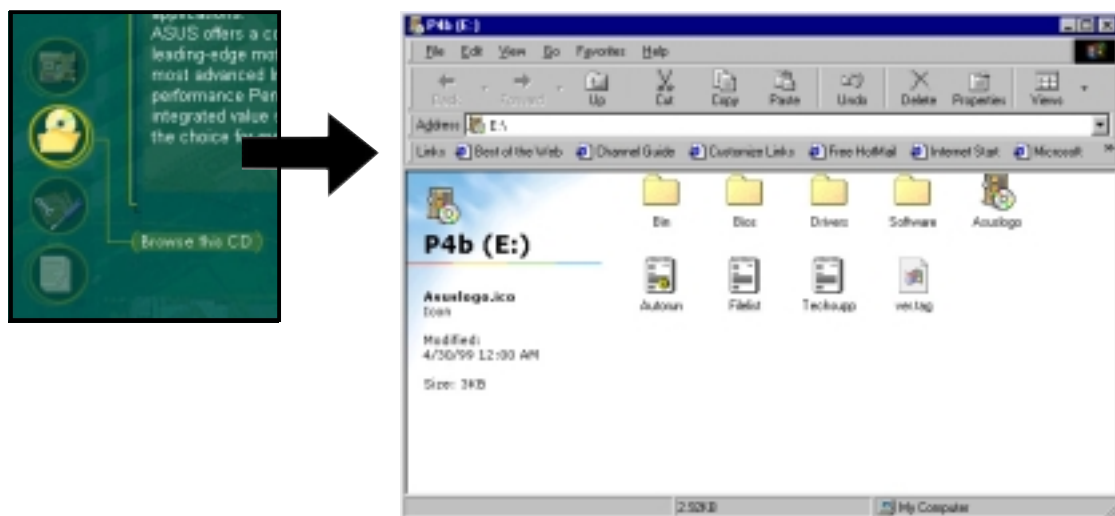 applications.
ASUS offers a co
leading-edge mot
most advanced In
performance Pen
integrated value
the choice for
Browse this CD
P4b (E:)
File Edit View Go Favorites Help
Back Forward Up Cut Copy Paste Undo Delete Properties Views
Address E:\
Links Best of the Web Channel Guide Customize Links Free HotMail Internet Start Microsoft
P4b (E:)
Asuslogo.ico
Icon
Modified:
4/30/99 12:00 AM
Size: 3KB
Bin Bios Drivers Software Asuslogo
Autorun Filelist Techsupp ver.tag
2.92KB My Computer